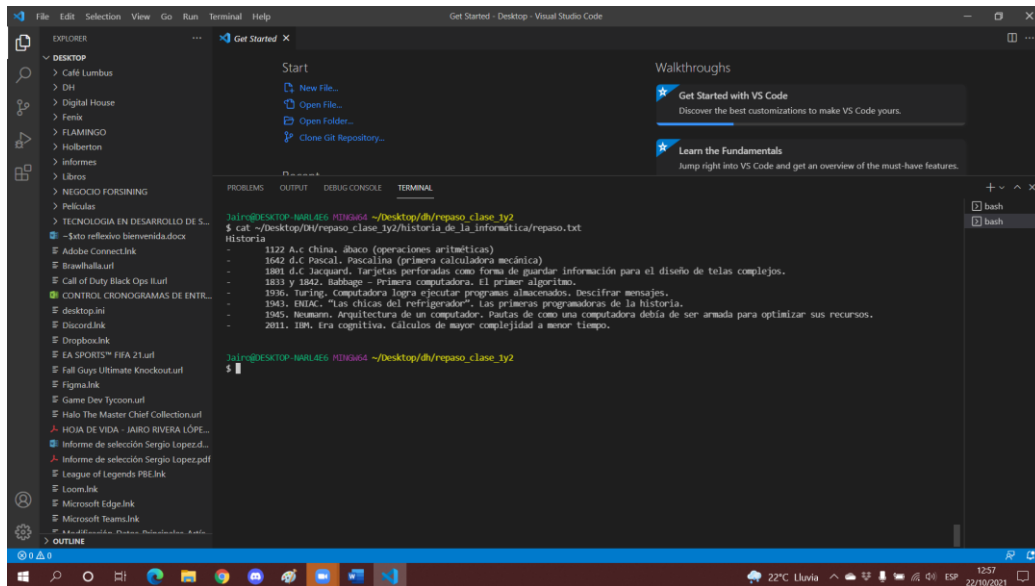 File Edit Selection View Go Run Terminal Help
Get Started - Desktop - Visual Studio Code
EXPLORER
Get Started
DESKTOP
Café Lumbus
DH
Digital House
Fenix
FLAMINGO
Holberton
informes
Libros
NEGOCIO FORSINING
Películas
TECNOLOGIA EN DESARROLLO DE S...
~$xto reflexivo bienvenida.docx
Adobe Connect.lnk
Brawlhalla.url
Call of Duty Black Ops II.url
CONTROL CRONOGRAMAS DE ENTR...
desktop.ini
Discord.lnk
Dropbox.lnk
EA SPORTS™ FIFA 21.url
Fall Guys Ultimate Knockout.url
Figma.lnk
Game Dev Tycoon.url
Halo The Master Chief Collection.url
HOJA DE VIDA - JAIRO RIVERA LÓPE...
Informe de selección Sergio Lopez.d...
Informe de selección Sergio Lopez.pdf
League of Legends PBE.lnk
Loom.lnk
Microsoft Edge.lnk
Microsoft Teams.lnk
OUTLINE
Start
New File...
Open File...
Open Folder...
Clone Git Repository...
Recent
Walkthroughs
Get Started with VS Code
Discover the best customizations to make VS Code yours.
Learn the Fundamentals
Jump right into VS Code and get an overview of the must-have features.
PROBLEMS OUTPUT DEBUG CONSOLE TERMINAL
bash
bash
Jairo@DESKTOP-NARL4E6 MINGW64 ~/Desktop/dh/repaso_clase_1y2
$ cat ~/Desktop/DH/repaso_clase_1y2/historia_de_la_informática/repaso.txt
Historia
- 1122 A.c China. ábaco (operaciones aritméticas)
- 1642 d.C Pascal. Pascalina (primera calculadora mecánica)
- 1801 d.C Jacquard. Tarjetas perforadas como forma de guardar información para el diseño de telas complejos.
- 1833 y 1842. Babbage – Primera computadora. El primer algoritmo.
- 1936. Turing. Computadora logra ejecutar programas almacenados. Descifrar mensajes.
- 1943. ENIAC. “Las chicas del refrigerador”. Las primeras programadoras de la historia.
- 1945. Neumann. Arquitectura de un computador. Pautas de como una computadora debía de ser armada para optimizar sus recursos.
- 2011. IBM. Era cognitiva. Cálculos de mayor complejidad a menor tiempo.
Jairo@DESKTOP-NARL4E6 MINGW64 ~/Desktop/dh/repaso_clase_1y2
$
0 0
22°C Lluvia
ESP
12:57
22/10/2021